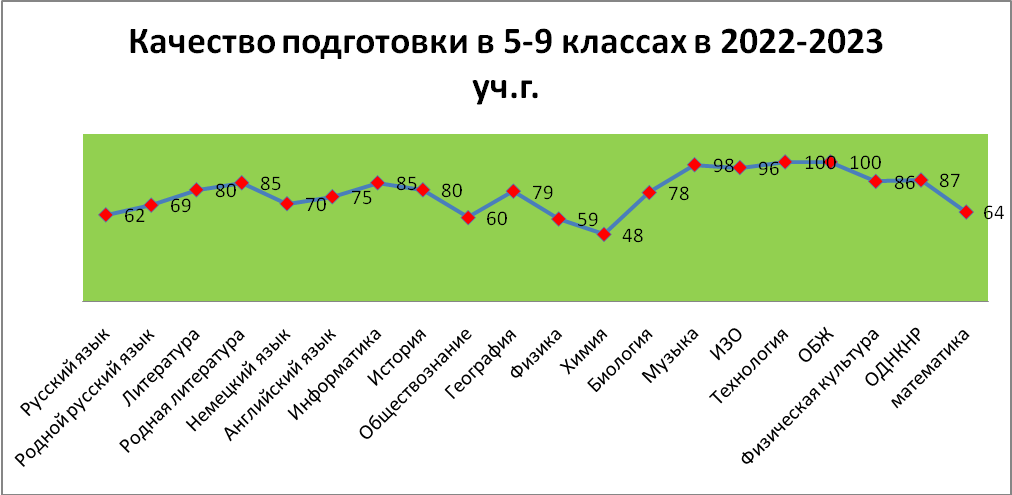 Качество подготовки в 5-9 классах в 2022-2023
уч.г.
62
69
80
85
70
75
85
80
60
79
59
48
78
98
96
100
100
86
87
64
Русский язык
Родной русский язык
Литература
Родная литература
Немецкий язык
Английский язык
Информатика
История
Обществознание
География
Физика
Химия
Биология
Музыка
ИЗО
Технология
ОБЖ
Физическая культура
ОДНКНР
математика